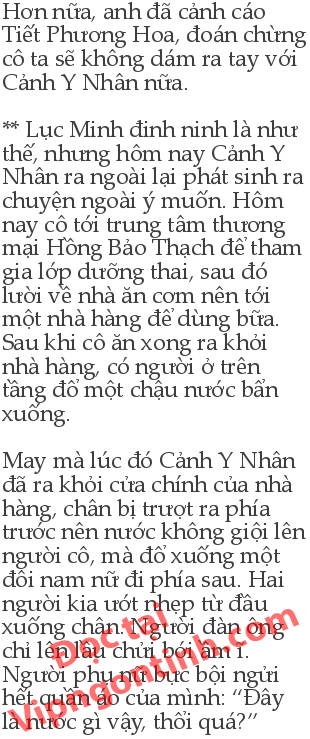 Hơn nữa, anh đã cảnh cáo
Tiết Phương Hoa, đoán chừng
cô ta sẽ không dám ra tay với
Cảnh Y Nhân nữa.
** Lục Minh đinh ninh là như
thế, nhưng hôm nay Cảnh Y
Nhân ra ngoài lại phát sinh ra
chuyện ngoài ý muốn. Hôm
nay cô tới trung tâm thương
mại Hồng Bảo Thạch để tham
gia lớp dưỡng thai, sau đó
lười về nhà ăn cơm nên tới
một nhà hàng để dùng bữa.
Sau khi cô ăn xong ra khỏi
nhà hàng, có người ở trên
tầng đổ một chậu nước bẩn
xuống.
May mà lúc đó Cảnh Y Nhân
đã ra khỏi cửa chính của nhà
hàng, chân bị trượt ra phía
trước nên nước không giội lên
người cô, mà đổ xuống một
đôi nam nữ đi phía sau. Hai
người kia ướt nhẹp từ đầu
xuống chân. Người đàn ông
chỉ lên lầu chửi bới ầm ĩ.
Người phụ nữ bực bội ngửi
hết quần áo của mình: “Đây
là nước gì vậy, thổi quá?”
Đọc tại
Vipngontinh.com